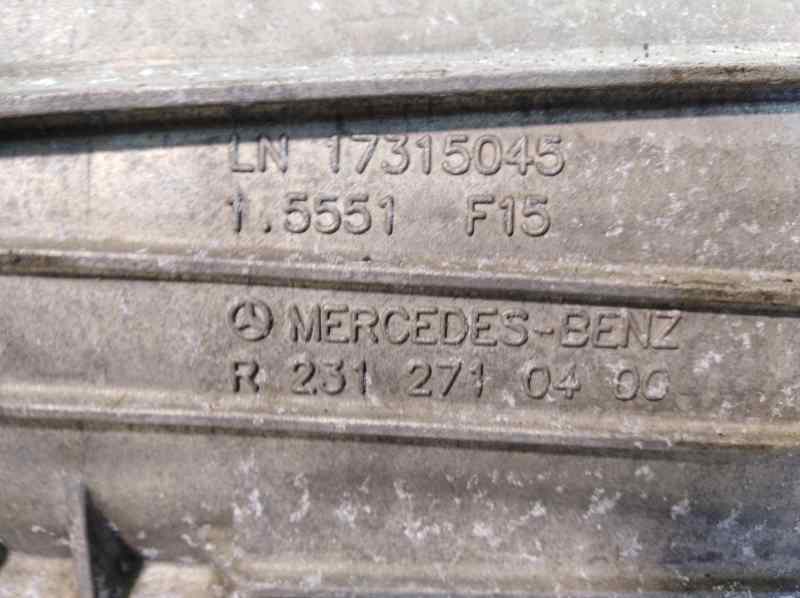 LN 17315045
1.5551 F15
MERCEDES-BENZ
R 231 271 04 00